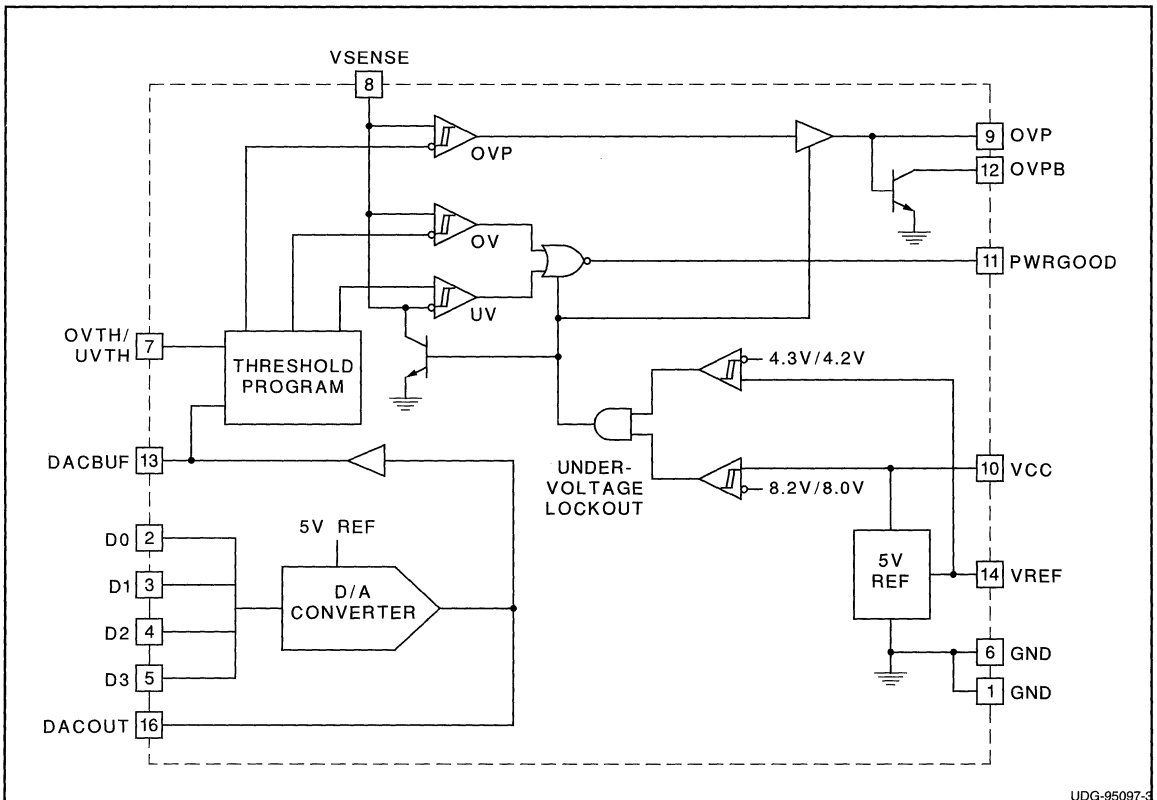 VSENSE
8
OVP
9 OVP
12 OVPB
OV
11 PWRGOOD
UV
OVTH/
UVTH
7
THRESHOLD
PROGRAM
4.3V/4.2V
DACBUF 13
UNDER-
VOLTAGE
LOCKOUT
10 VCC
8.2V/8.0V
D0 2
5V REF
D1 3
D/A
CONVERTER
5V
REF
14 VREF
D2 4
D3 5
6 GND
1 GND
DACOUT 16
UDG-95097-3